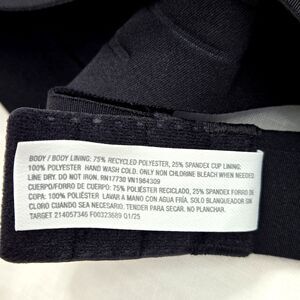 BODY / BODY LINING: 75% RECYCLED POLYESTER, 25% SPANDEX CUP LINING:
100% POLYESTER HAND WASH COLD. ONLY NON CHLORINE BLEACH WHEN NEEDED
LINE DRY. DO NOT IRON. RN17730 VN1984309
CUERPO/FORRO DE CUERPO: 75% POLIÉSTER RECICLADO, 25% SPANDEX FORRO DE
COPA: 100% POLIÉSTER LAVAR A MANO CON AGUA FRÍA. SOLO BLANQUEADOR SIN
CLORO CUANDO SEA NECESARIO. TENDER PARA SECAR. NO PLANCHAR.
TARGET 214057346 F00323689 Q1/25